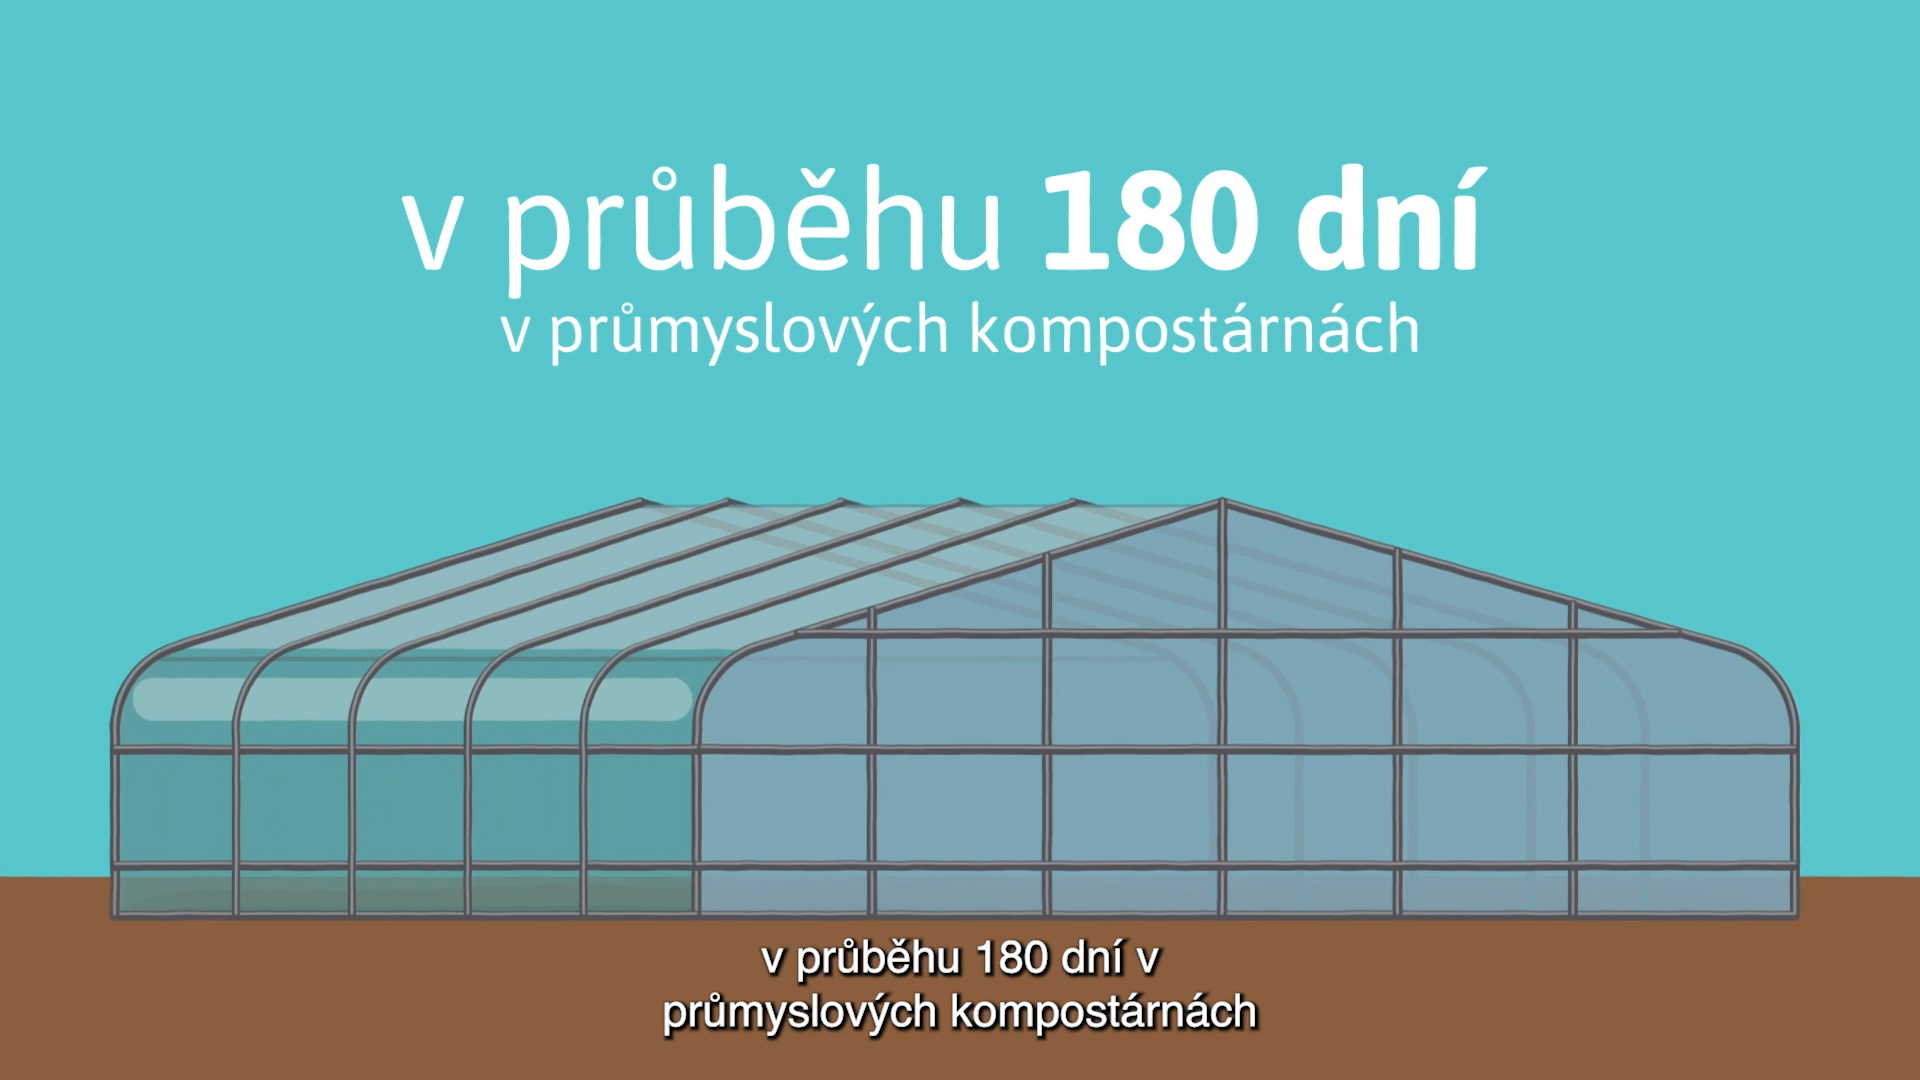 v průběhu 180 dní
v průmyslových kompostárnách
v průběhu 180 dní v
průmyslových kompostárnách